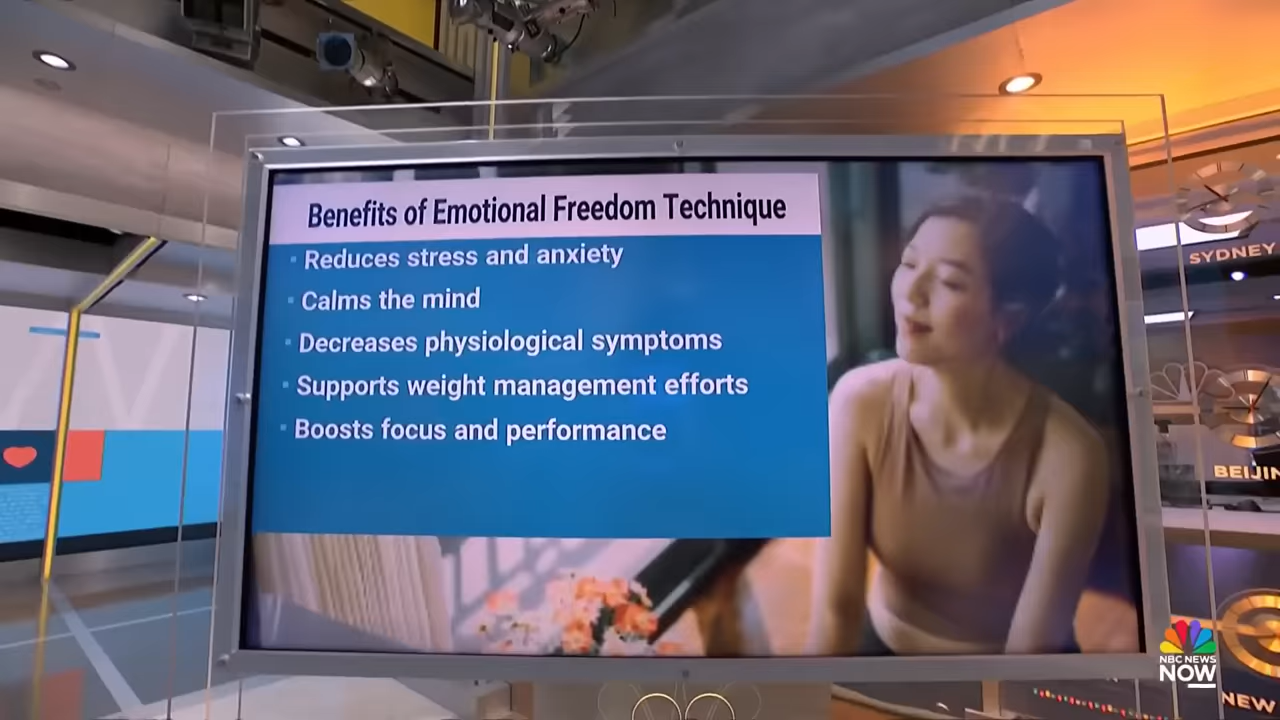 Benefits of Emotional Freedom Technique
Reduces stress and anxiety
Calms the mind
Decreases physiological symptoms
Supports weight management efforts
Boosts focus and performance
SYDNEY
BEIJIN
NBC NEWS
NOW
NEW